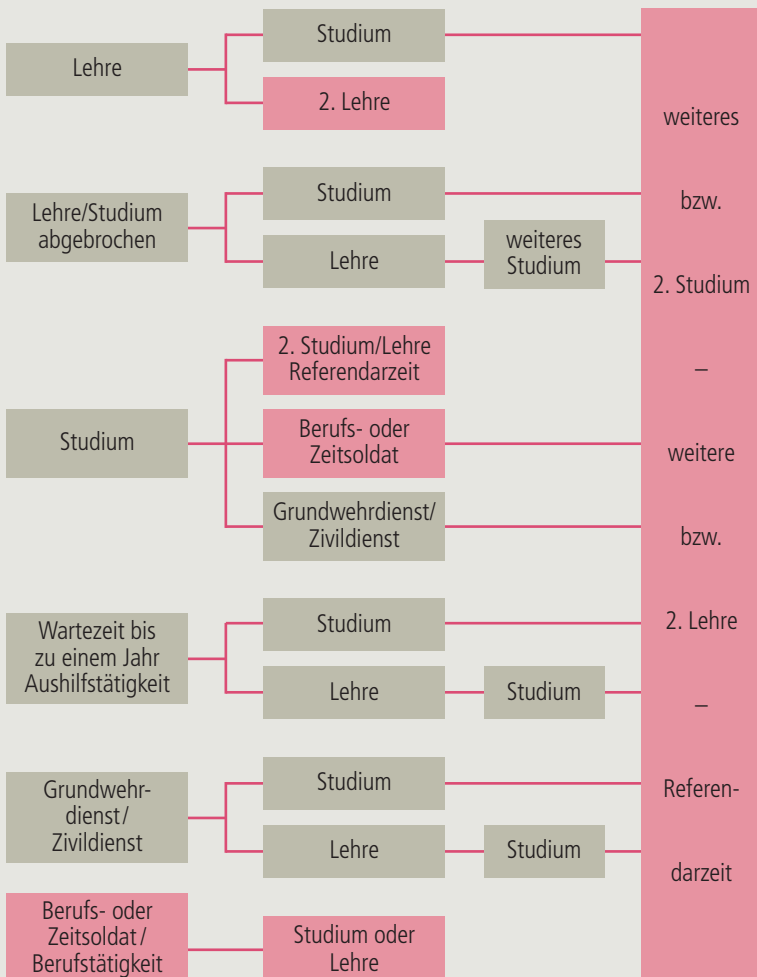 Lehre
Studium
2. Lehre
Lehre/Studium
abgebrochen
Studium
Lehre
weiteres
Studium
Studium
2. Studium/Lehre
Referendarzeit
Berufs- oder
Zeitsoldat
Grundwehrdienst/
Zivildienst
Wartezeit bis
zu einem Jahr
Aushilfstätigkeit
Studium
Lehre
Studium
Grundwehr-
dienst/
Zivildienst
Studium
Lehre
Studium
Berufs- oder
Zeitsoldat/
Berufstätigkeit
Studium oder
Lehre
weiteres
bzw.
2. Studium
–
weitere
bzw.
2. Lehre
–
Referen-
darzeit